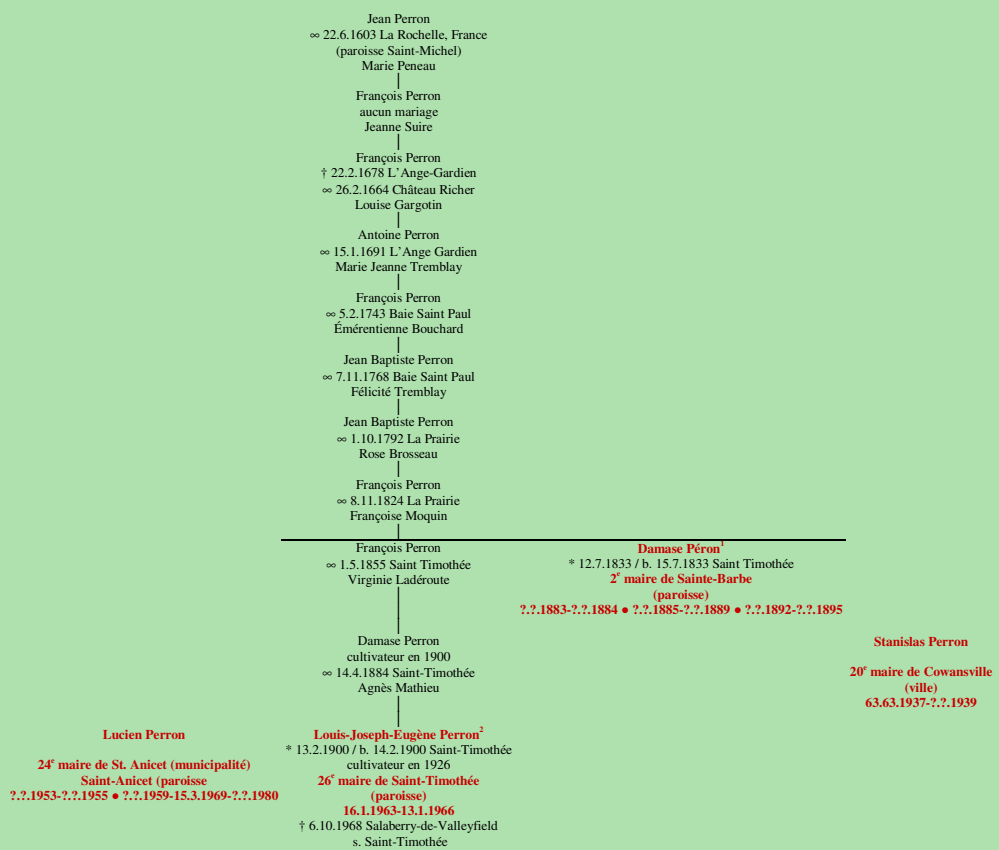 Jean Perron
∞ 22.6.1603 La Rochelle, France
(paroisse Saint-Michel)
Marie Peneau
François Perron
aucun mariage
Jeanne Suire
François Perron
† 22.2.1678 L'Ange-Gardien
∞ 26.2.1664 Château Richer
Louise Gargotin
Antoine Perron
∞ 15.1.1691 L'Ange Gardien
Marie Jeanne Tremblay
François Perron
∞ 5.2.1743 Baie Saint Paul
Émérentienne Bouchard
Jean Baptiste Perron
∞ 7.11.1768 Baie Saint Paul
Félicité Tremblay
Jean Baptiste Perron
∞ 1.10.1792 La Prairie
Rose Brosseau
François Perron
∞ 8.11.1824 La Prairie
Françoise Moquin
François Perron
∞ 1.5.1855 Saint Timothée
Virginie Ladéroute
Damase Péron¹
* 12.7.1833 / b. 15.7.1833 Saint Timothée
2ᵉ maire de Sainte-Barbe
(paroisse)
?.?.1883-?.?.1884 ● ?.?.1885-?.?.1889 ● ?.?.1892-?.?.1895
Damase Perron
cultivateur en 1900
∞ 14.4.1884 Saint-Timothée
Agnès Mathieu
Stanislas Perron
20ᵉ maire de Cowansville
(ville)
63.63.1937-?.?.1939
Lucien Perron
24ᵉ maire de St. Anicet (municipalité)
Saint-Anicet (paroisse
?.?.1953-?.?.1955 ● ?.?.1959-15.3.1969-?.?.1980
Louis-Joseph-Eugène Perron²
* 13.2.1900 / b. 14.2.1900 Saint-Timothée
cultivateur en 1926
26ᵉ maire de Saint-Timothée
(paroisse)
16.1.1963-13.1.1966
† 6.10.1968 Salaberry-de-Valleyfield
s. Saint-Timothée